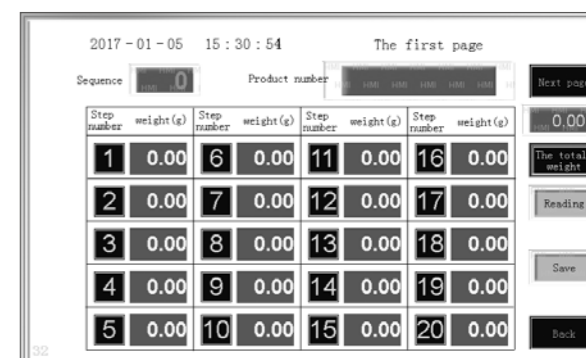 2017-01-05 15:30:54 The first page
Sequence 0 Product number
Next page
Step number weight(g) Step number weight(g) Step number weight(g) Step number weight(g)
0.00
1 0.00 6 0.00 11 0.00 16 0.00
The total weight
2 0.00 7 0.00 12 0.00 17 0.00
Reading
3 0.00 8 0.00 13 0.00 18 0.00
Save
4 0.00 9 0.00 14 0.00 19 0.00
5 0.00 10 0.00 15 0.00 20 0.00
Back
32